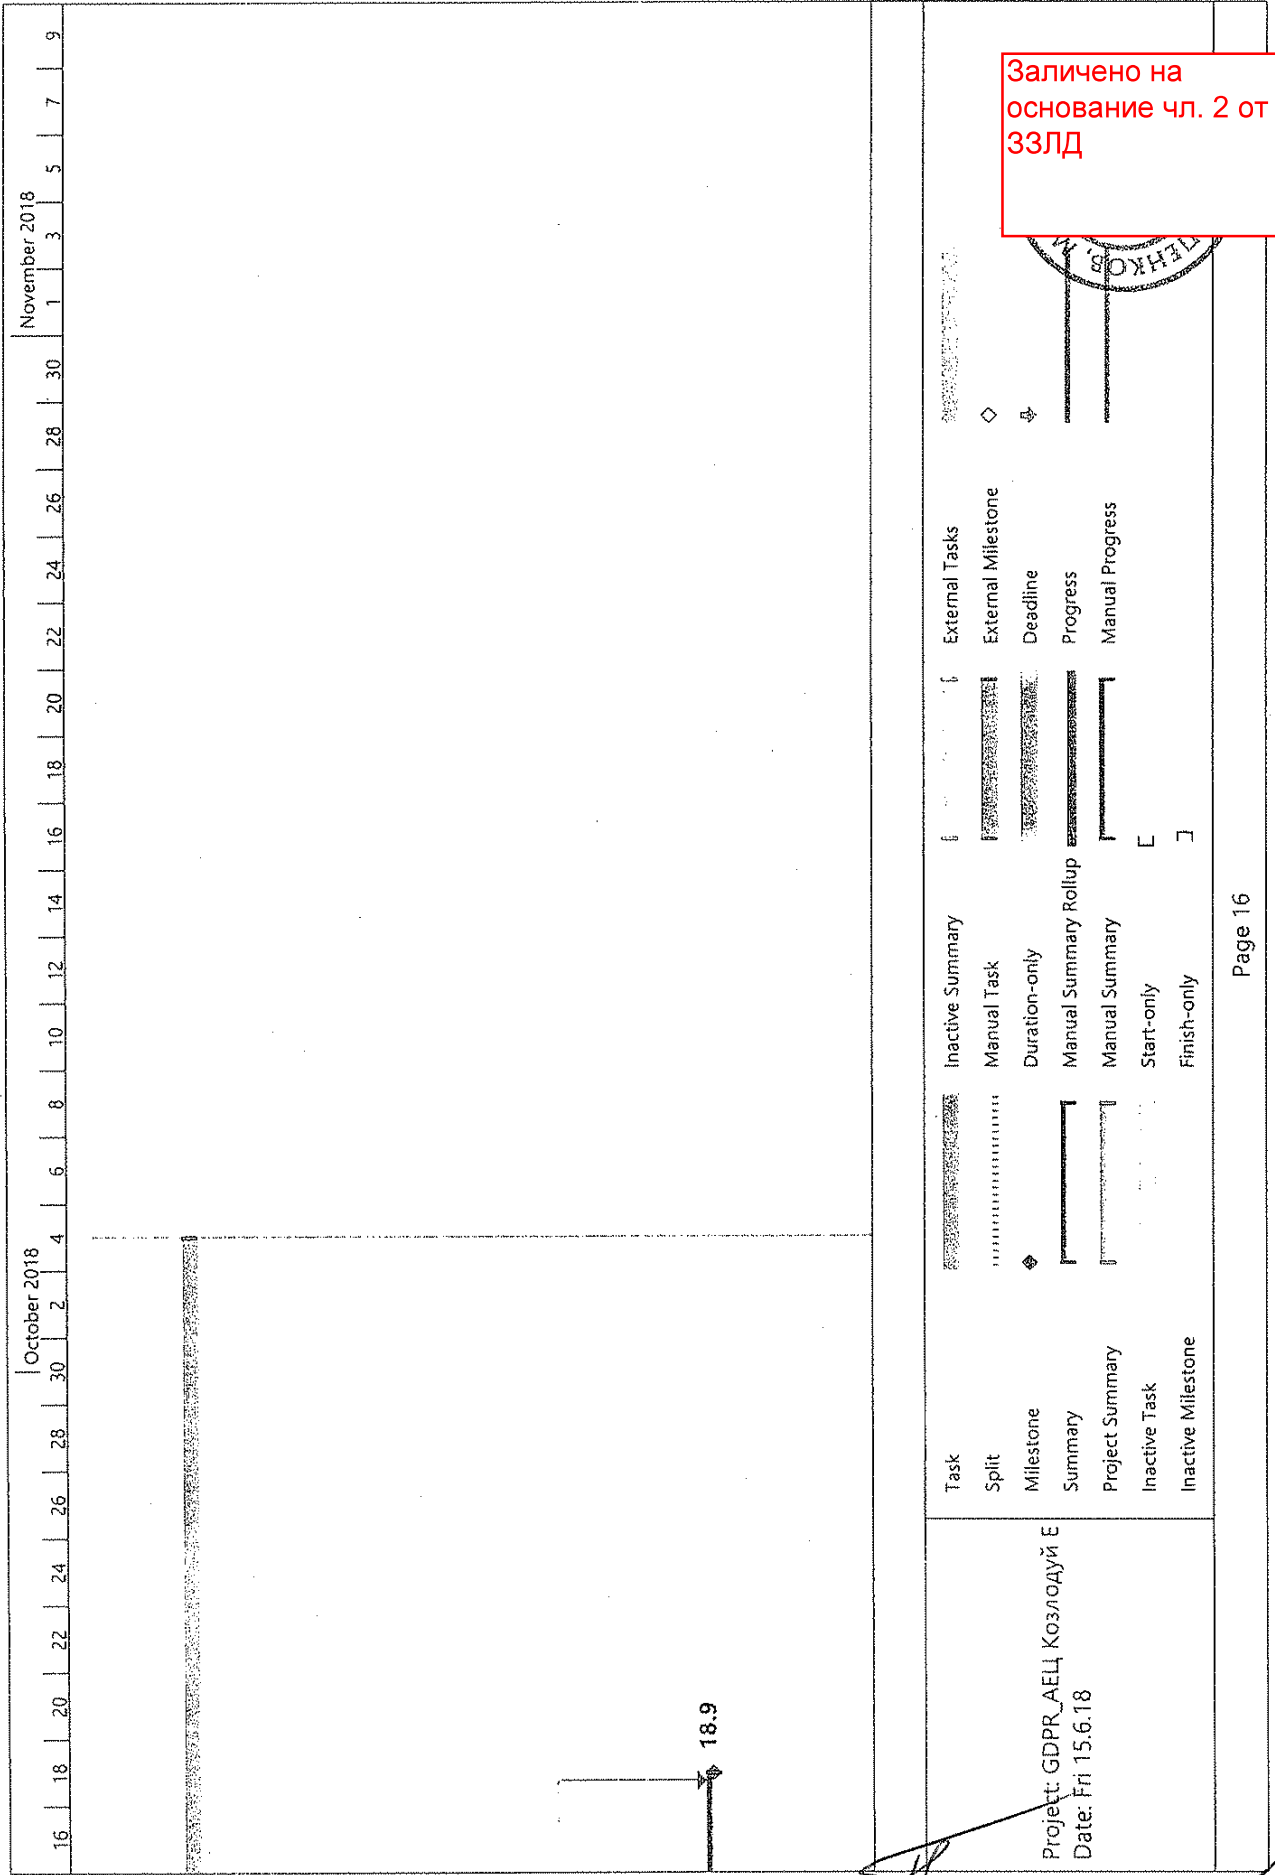 October 2018
November 2018
16 18 20 22 24 26 28 30 2 4 6 8 10 12 14 16 18 20 22 24 26 28 30 1 3 5 7 9
18.9
Project: GDPR_АЕЦ Козлодуй Е
Date: Fri 15.6.18
Task
Split
Milestone
Summary
Project Summary
Inactive Task
Inactive Milestone
Inactive Summary
Manual Task
Duration-only
Manual Summary Rollup
Manual Summary
Start-only
Finish-only
External Tasks
External Milestone
Deadline
Progress
Manual Progress
Page 16
Заличено на
основание чл. 2 от
ЗЗЛД
ЛЕНКОВ, М